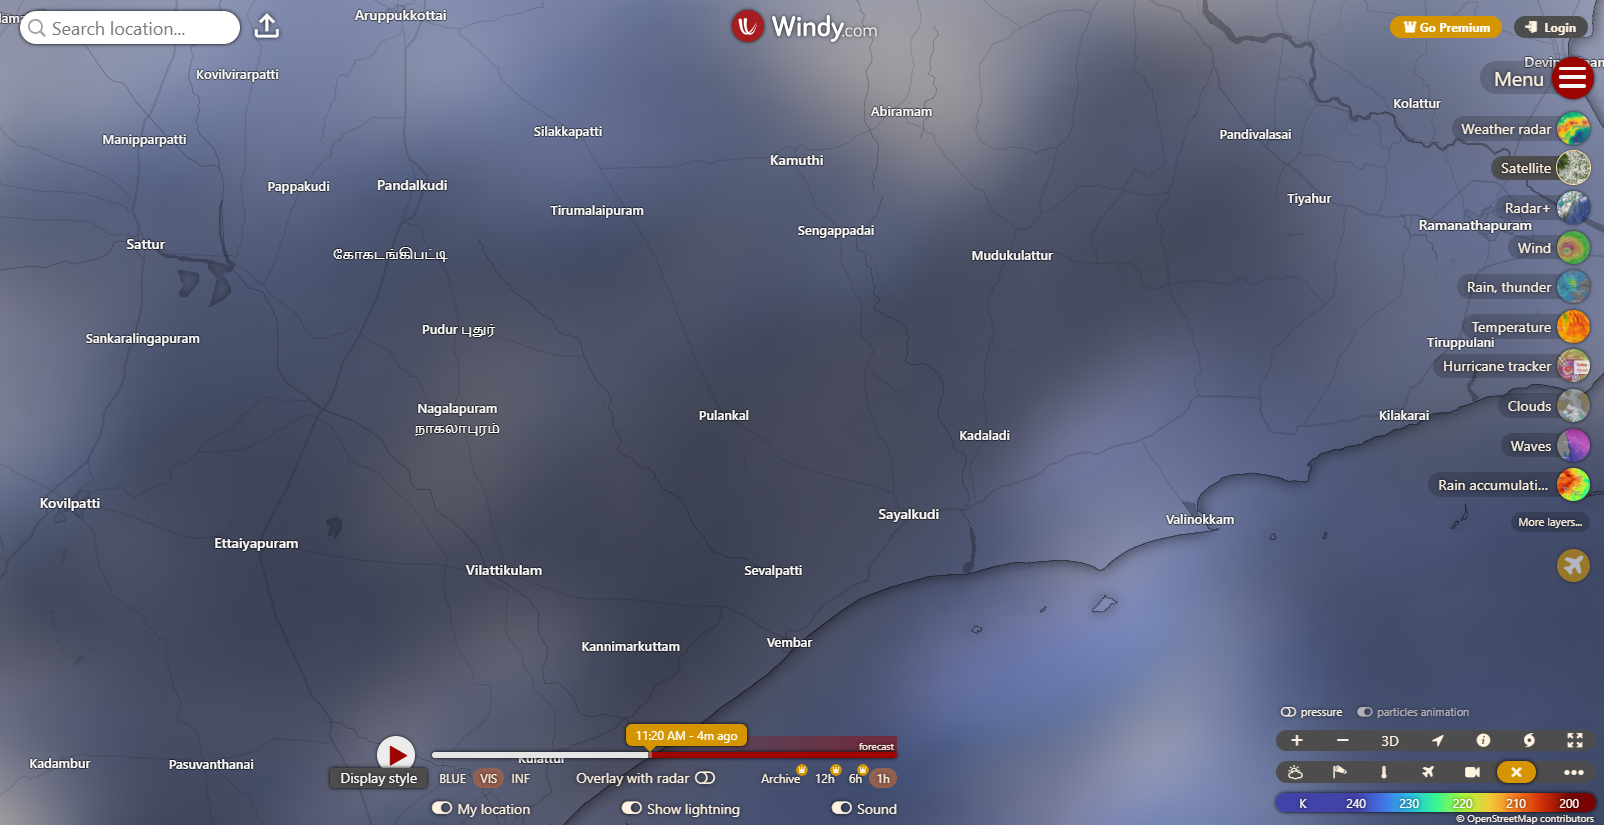 Aruppukkottai
Search location...
Windy.com
Go Premium
Login
Menu
Kovilvirarpatti
Abiramam
Kolattur
Manipparpatti
Silakkapatti
Pandivalasai
Weather radar
Kamuthi
Satellite
Pappakudi
Pandalkudi
Tirumalaipuram
Tiyahur
Radar+
Sengappadai
Ramanathapuram
Sattur
கோகடங்கிபட்டி
Mudukulattur
Wind
Rain, thunder
Pudur புதுர்
Temperature
Sankaralingapuram
Tiruppulani
Hurricane tracker
Nagalapuram
நாகலாபுரம்
Pulankal
Kilakarai
Clouds
Kadaladi
Waves
Rain accumulati...
Kovilpatti
Sayalkudi
Valinokkam
More layers...
Ettaiyapuram
Vilattikulam
Sevalpatti
Kannimarkuttam
Vembar
pressure
particles animation
11:20 AM - 4m ago
forecast
3D
Kadambur
Pasuvanthanai
Display style
BLUE
VIS
INF
Overlay with radar
Archive
12h
6h
1h
My location
Show lightning
Sound
K 240 230 220 210 200
© OpenStreetMap contributors